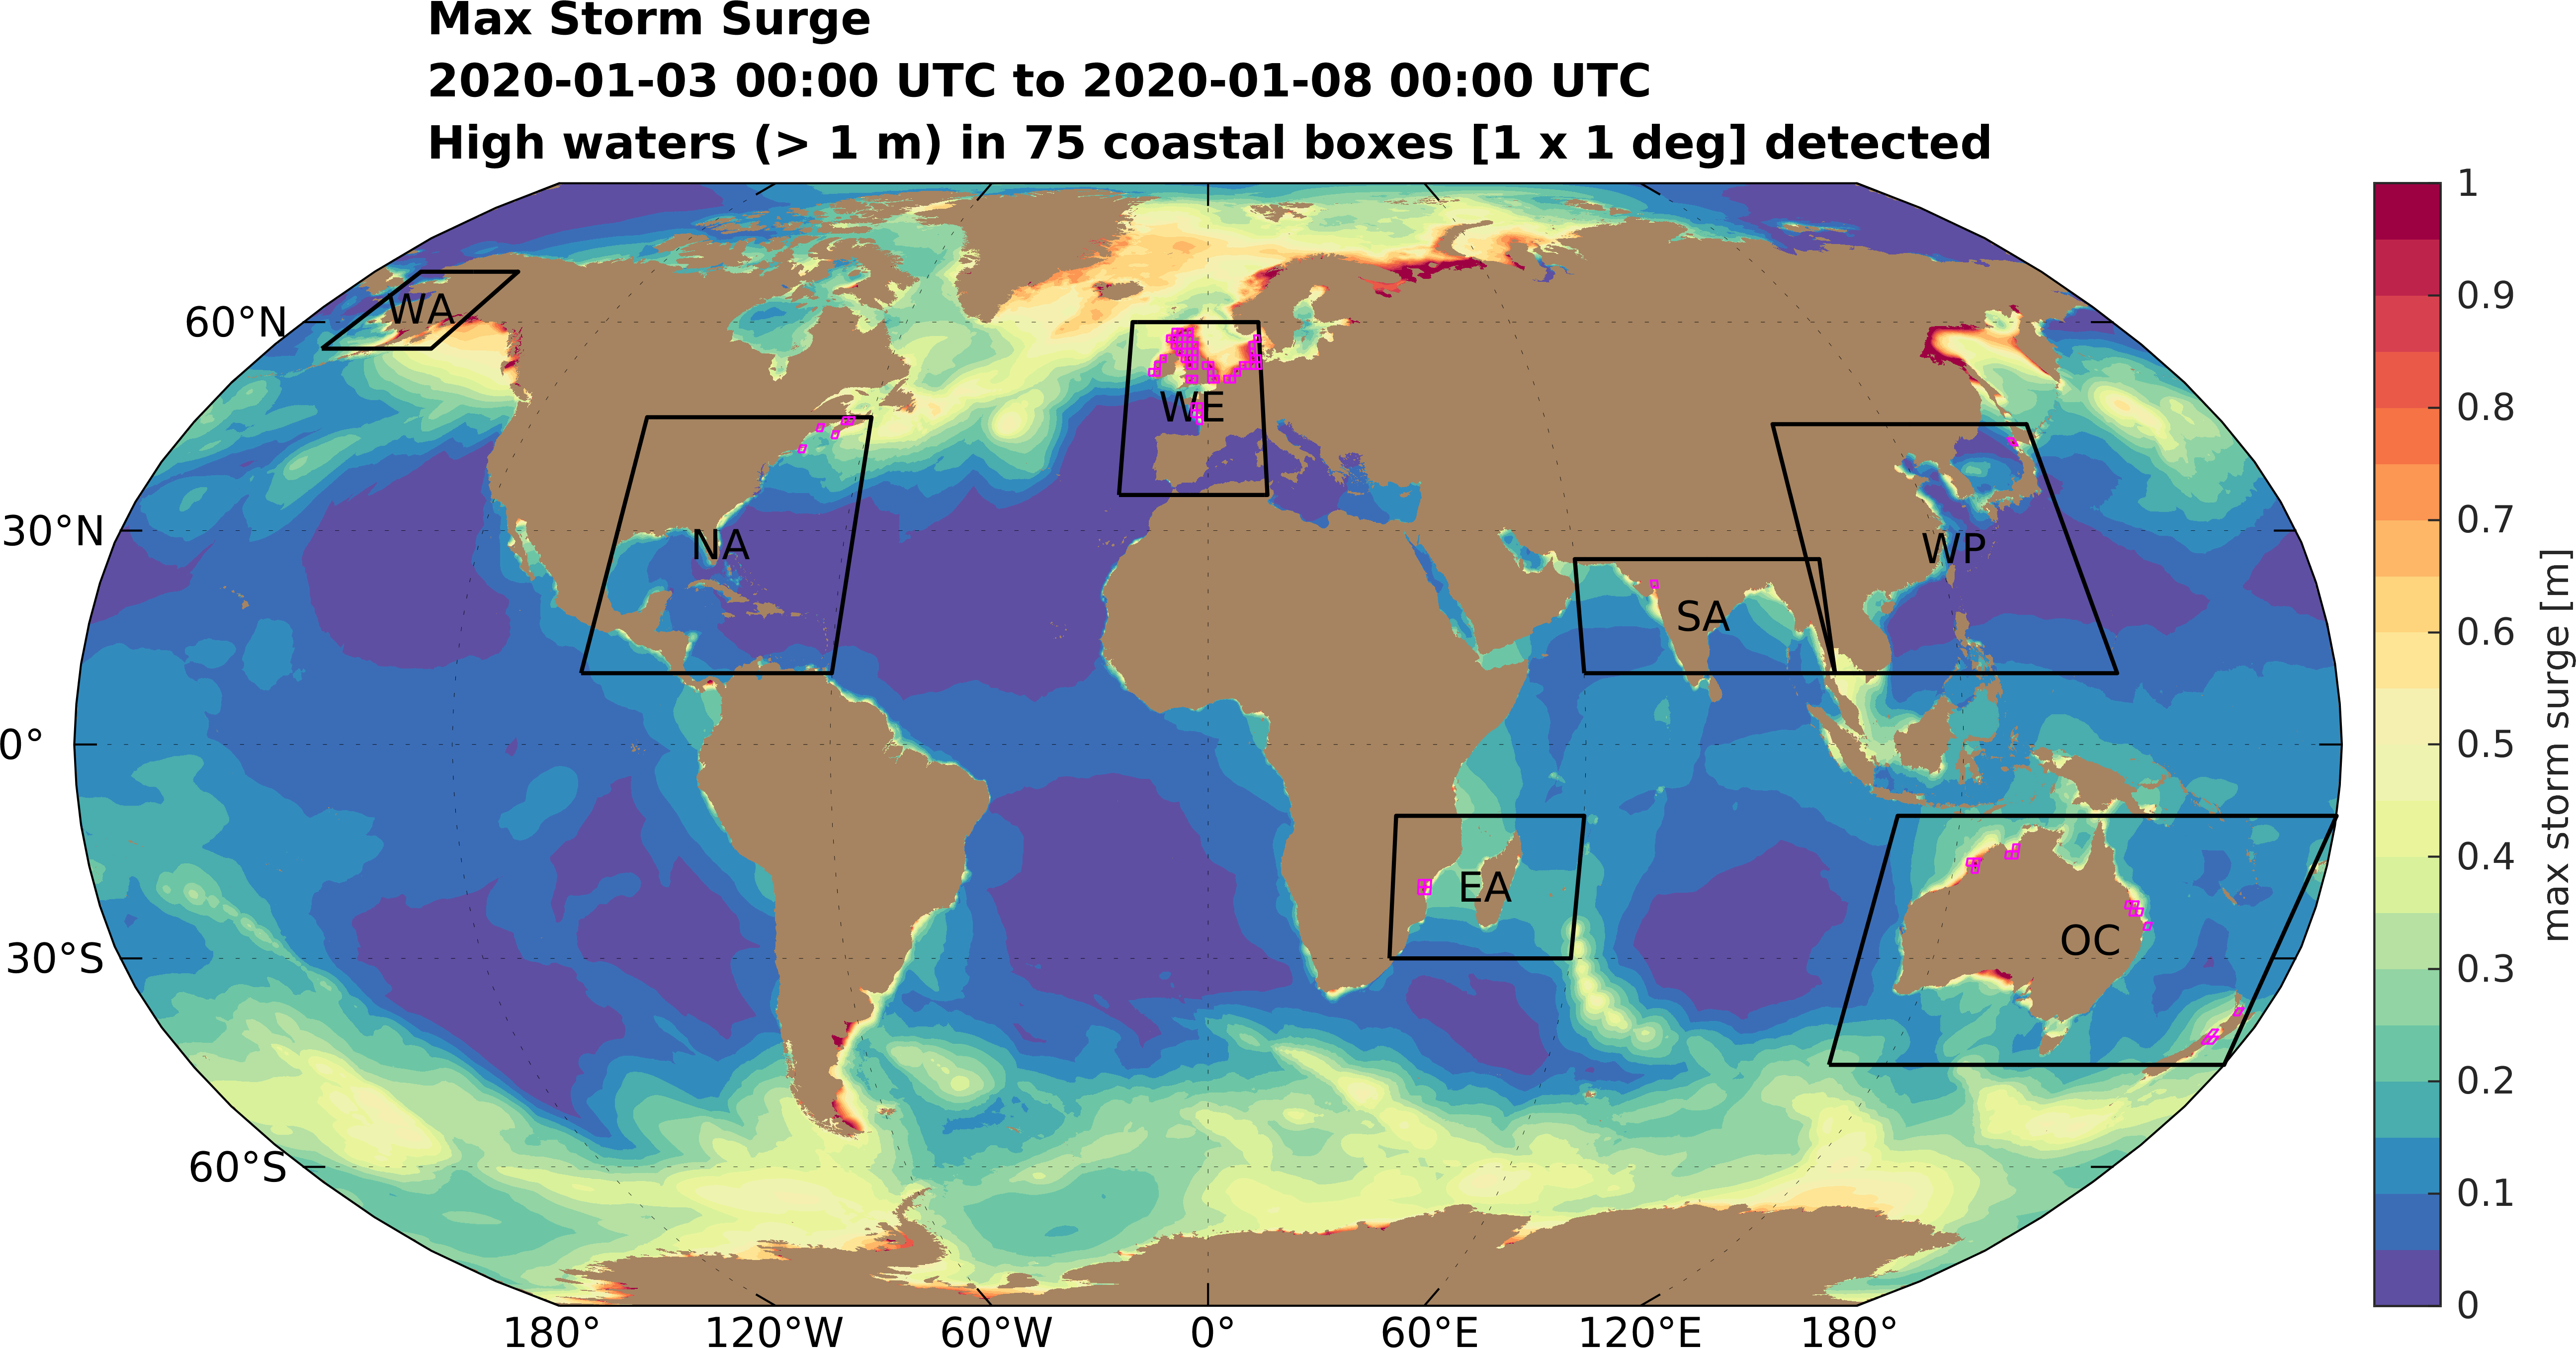 Max Storm Surge
2020-01-03 00:00 UTC to 2020-01-08 00:00 UTC
High waters (> 1 m) in 75 coastal boxes [1 x 1 deg] detected
1
0.9
0.8
0.7
0.6
0.5
0.4
0.3
0.2
0.1
0
max storm surge [m]
60°N
30°N
0°
30°S
60°S
WA
WE
NA
WP
SA
EA
OC
180°
120°W
60°W
0°
60°E
120°E
180°